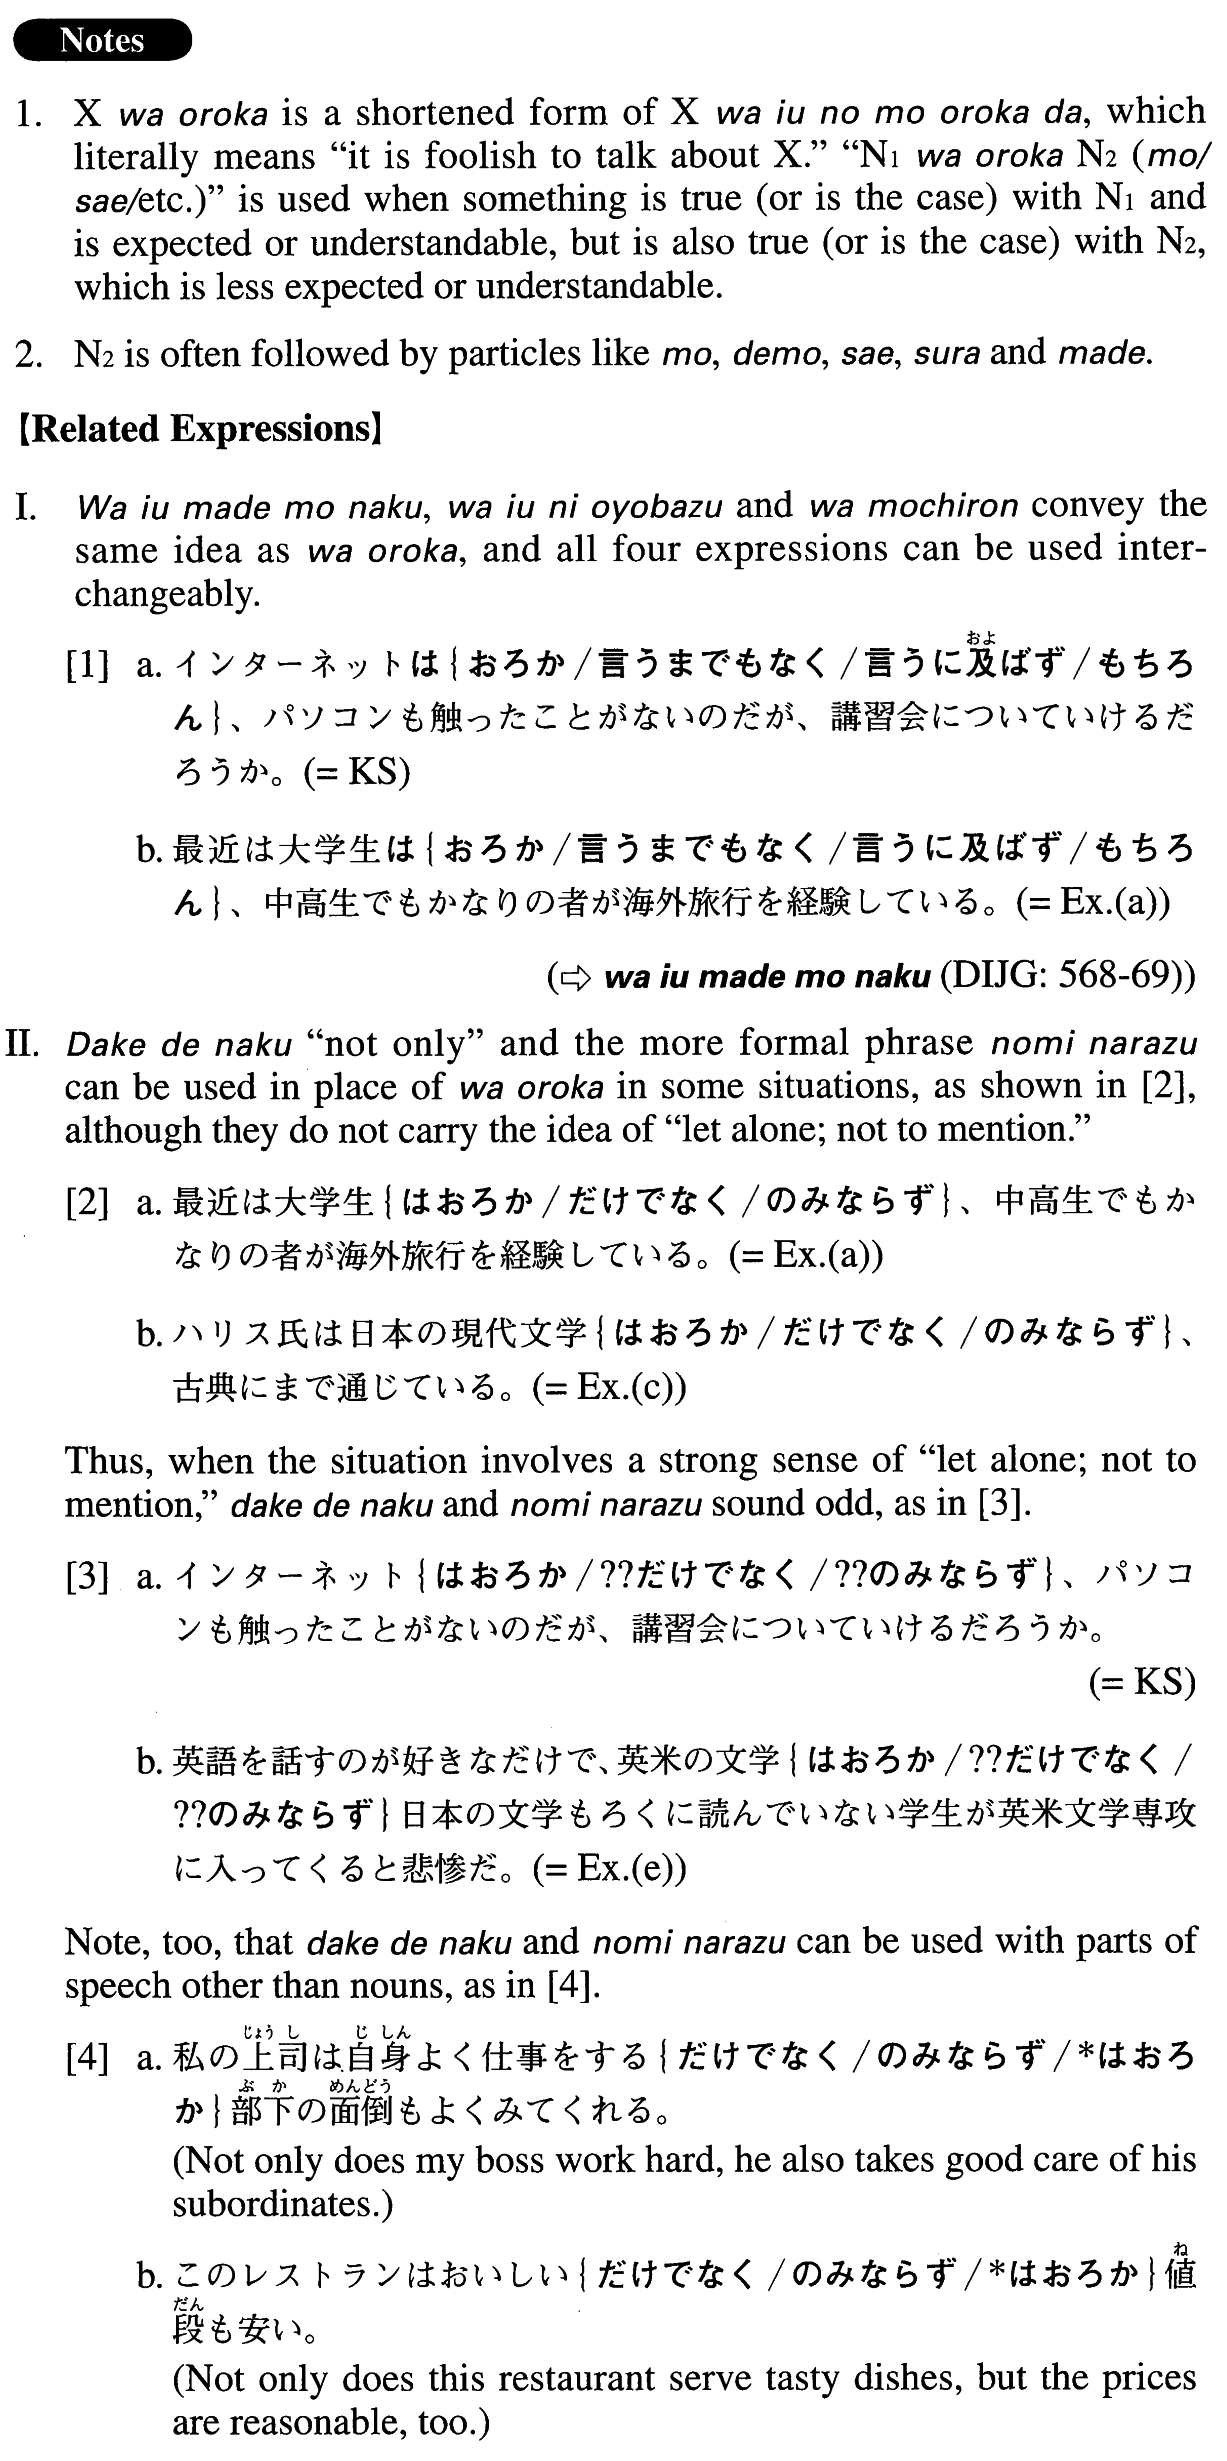 Notes
1. X wa oroka is a shortened form of X wa iu no mo oroka da, which
literally means “it is foolish to talk about X.” “N1 wa oroka N2 (mo/
sae/etc.)” is used when something is true (or is the case) with N1 and
is expected or understandable, but is also true (or is the case) with N2,
which is less expected or understandable.
2. N2 is often followed by particles like mo, demo, sae, sura and made.
【Related Expressions】
I. Wa iu made mo naku, wa iu ni oyobazu and wa mochiron convey the
same idea as wa oroka, and all four expressions can be used inter-
changeably.
およ
[1] a. インターネットは{おろか/言うまでもなく/言うに及ばず/もちろ
ん}、パソコンも触ったことがないのだが、講習会についていけるだ
ろうか。(= KS)
b. 最近は大学生は{おろか/言うまでもなく/言うに及ばず/もちろ
ん}、中高生でもかなりの者が海外旅行を経験している。(= Ex.(a))
(⇨ wa iu made mo naku (DIJG: 568-69))
II. Dake de naku “not only” and the more formal phrase nomi narazu
can be used in place of wa oroka in some situations, as shown in [2],
although they do not carry the idea of “let alone; not to mention.”
[2] a. 最近は大学生{はおろか/だけでなく/のみならず}、中高生でもか
なりの者が海外旅行を経験している。(= Ex.(a))
b. ハリス氏は日本の現代文学{はおろか/だけでなく/のみならず}、
古典にまで通じている。(= Ex.(c))
Thus, when the situation involves a strong sense of “let alone; not to
mention,” dake de naku and nomi narazu sound odd, as in [3].
[3] a. インターネット{はおろか/??だけでなく/??のみならず}、パソコ
ンも触ったことがないのだが、講習会についていけるだろうか。
(= KS)
b. 英語を話すのが好きなだけで、英米の文学{はおろか/??だけでなく/
??のみならず}日本の文学もろくに読んでいない学生が英米文学専攻
に入ってくると悲惨だ。(= Ex.(e))
Note, too, that dake de naku and nomi narazu can be used with parts of
speech other than nouns, as in [4].
じょう し じ しん
[4] a. 私の上司は自身よく仕事をする{だけでなく/のみならず/*はおろ
ぶ か めんどう
か}部下の面倒もよくみてくれる。
(Not only does my boss work hard, he also takes good care of his
subordinates.)
ね
b. このレストランはおいしい{だけでなく/のみならず/*はおろか}値
だん
段も安い。
(Not only does this restaurant serve tasty dishes, but the prices
are reasonable, too.)